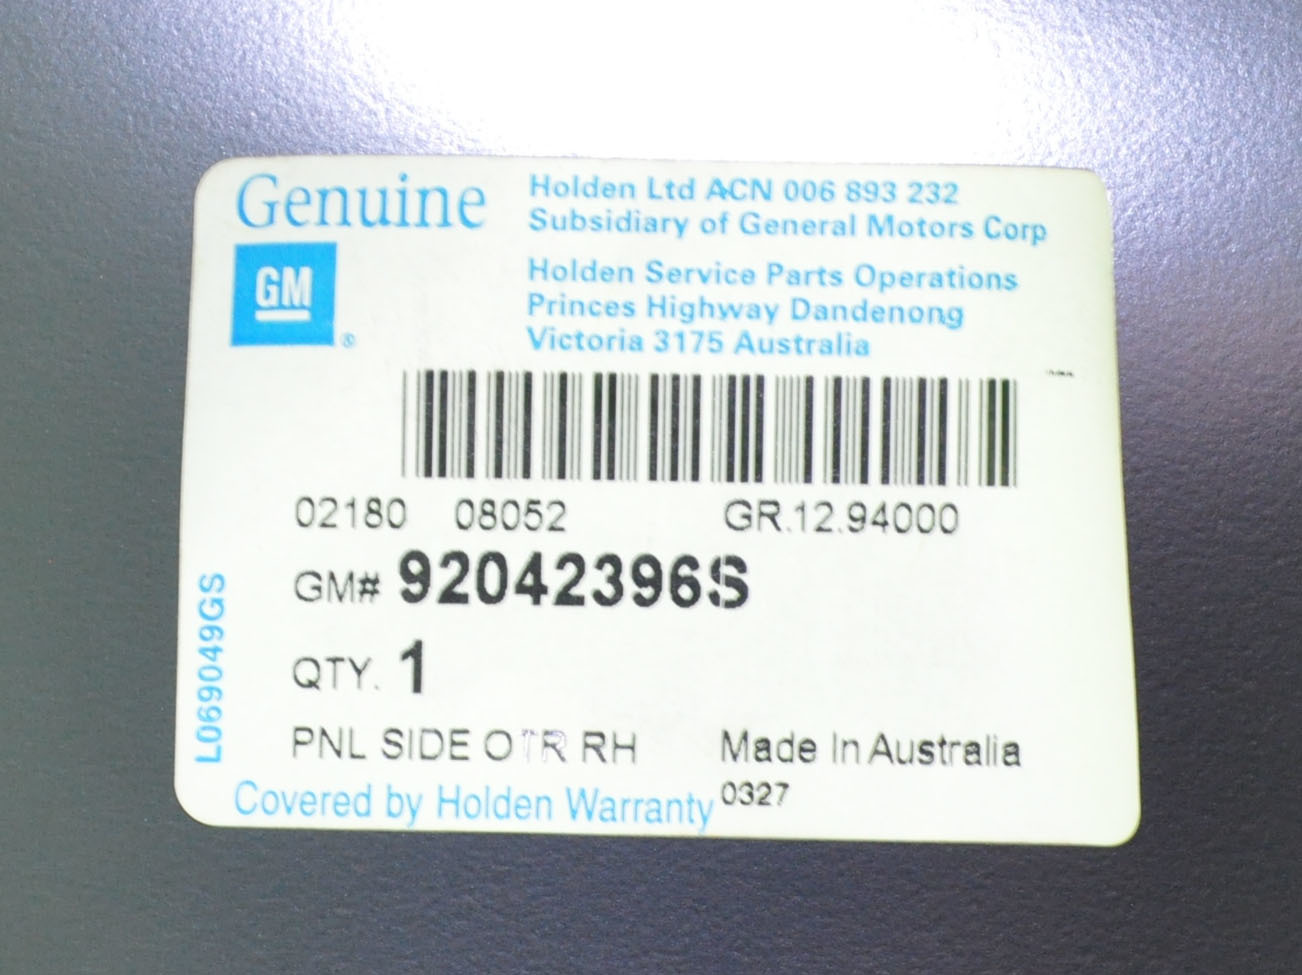 Genuine
GM
®
Holden Ltd ACN 006 893 232
Subsidiary of General Motors Corp
Holden Service Parts Operations
Princes Highway Dandenong
Victoria 3175 Australia
02180 08052 GR.12.94000
GM# 92042396S
QTY. 1
PNL SIDE OTR RH Made In Australia
0327
Covered by Holden Warranty
L069049GS